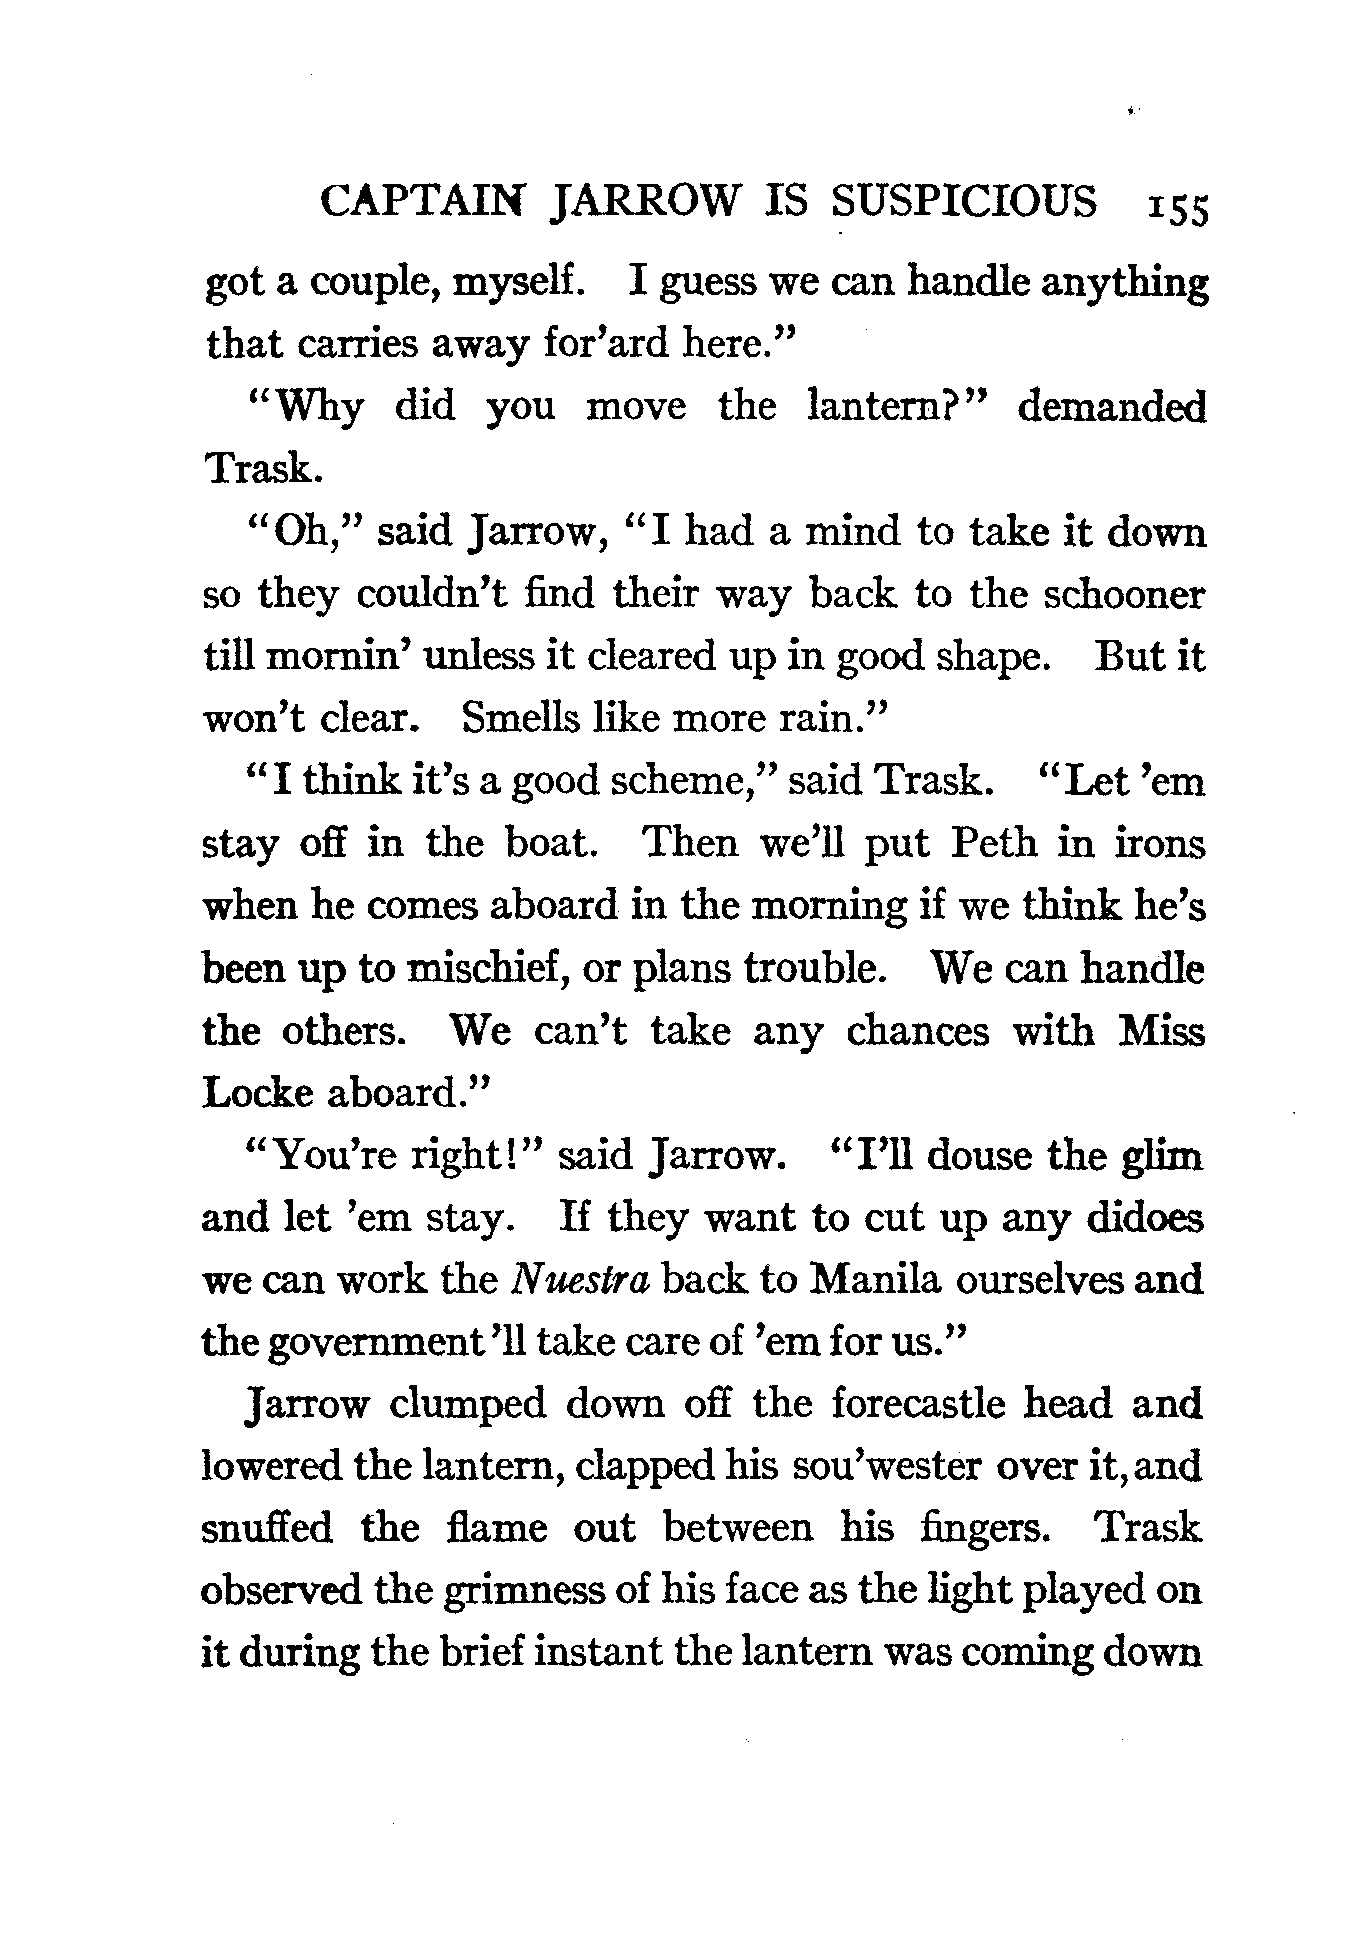 CAPTAIN JARROW IS SUSPICIOUS 155
got a couple, myself. I guess we can handle anything
that carries away for'ard here."
"Why did you move the lantern?" demanded
Trask.
"Oh," said Jarrow, "I had a mind to take it down
so they couldn't find their way back to the schooner
till mornin' unless it cleared up in good shape. But it
won't clear. Smells like more rain."
"I think it's a good scheme," said Trask. "Let 'em
stay off in the boat. Then we'll put Peth in irons
when he comes aboard in the morning if we think he's
been up to mischief, or plans trouble. We can handle
the others. We can't take any chances with Miss
Locke aboard."
"You're right!" said Jarrow. "I'll douse the glim
and let 'em stay. If they want to cut up any didoes
we can work the Nuestra back to Manila ourselves and
the government'll take care of 'em for us."
Jarrow clumped down off the forecastle head and
lowered the lantern, clapped his sou'wester over it, and
snuffed the flame out between his fingers. Trask
observed the grimness of his face as the light played on
it during the brief instant the lantern was coming down